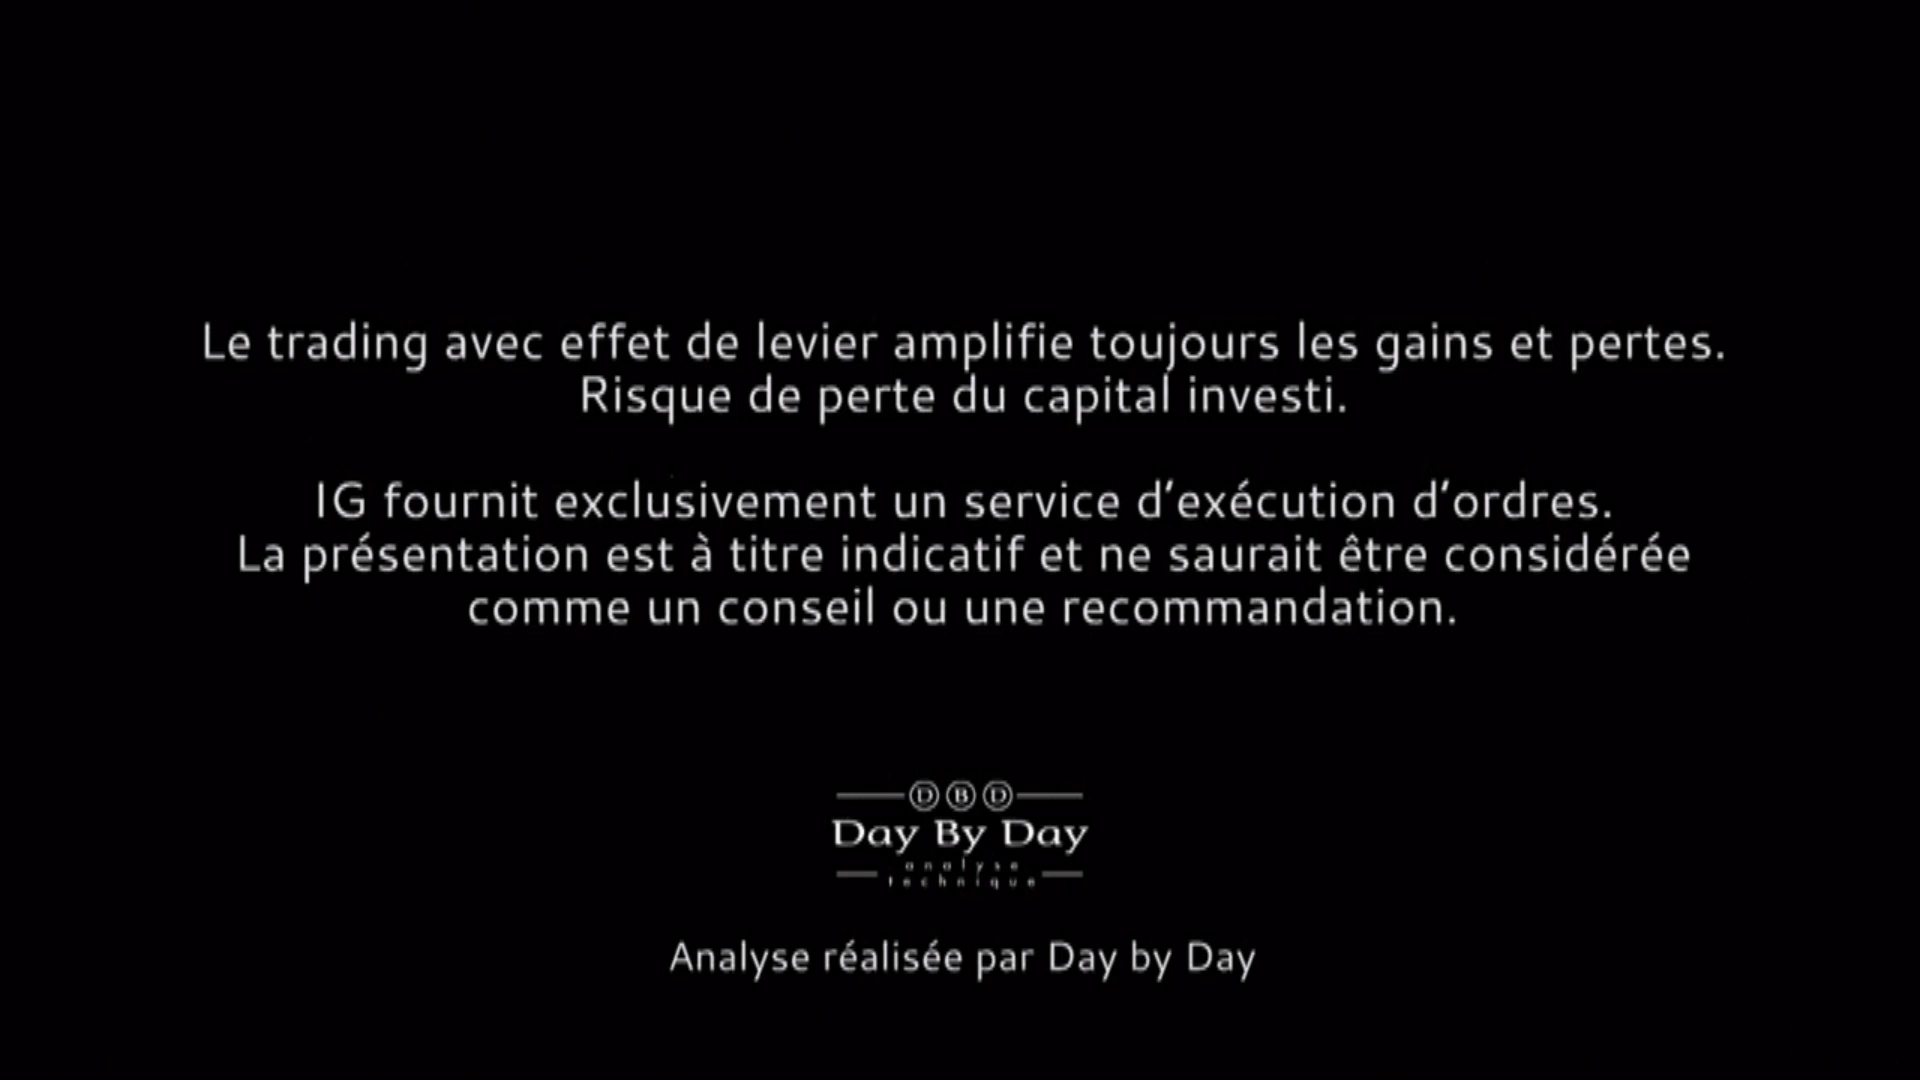 Le trading avec effet de levier amplifie toujours les gains et pertes.
Risque de perte du capital investi.
IG fournit exclusivement un service d’exécution d’ordres.
La présentation est à titre indicatif et ne saurait être considérée
comme un conseil ou une recommandation.
D B D
Day By Day
analyse
technique
Analyse réalisée par Day by Day